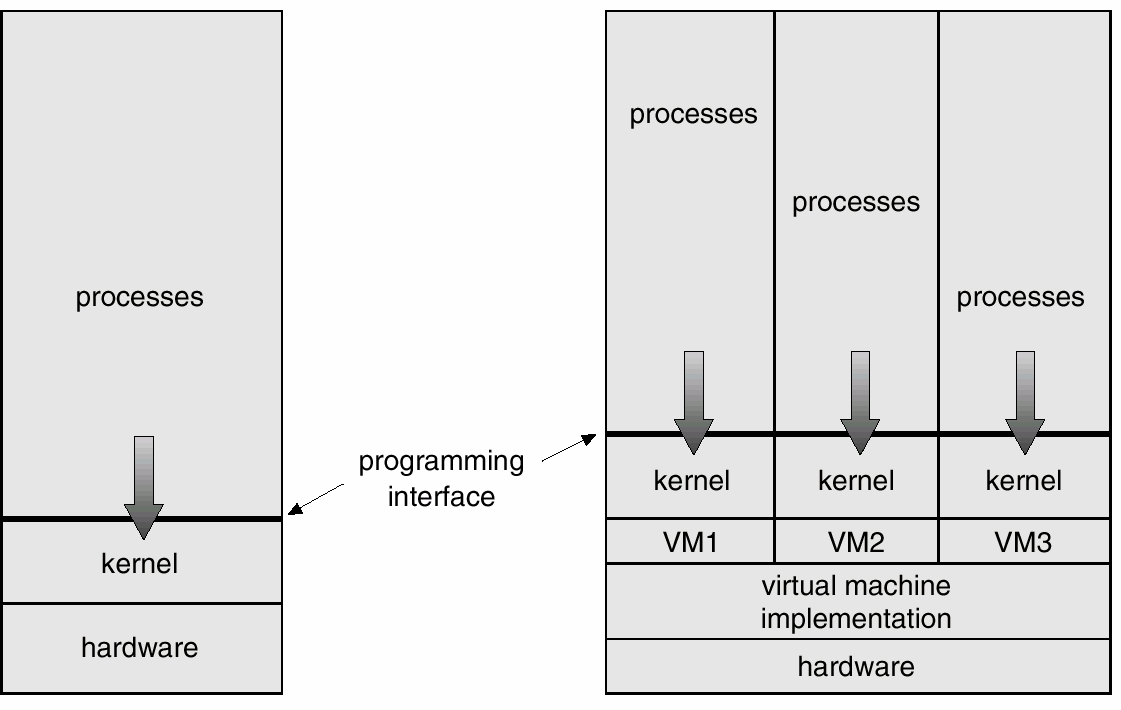 processes
kernel
hardware
programming
interface
processes
processes
processes
kernel
kernel
kernel
VM1
VM2
VM3
virtual machine
implementation
hardware